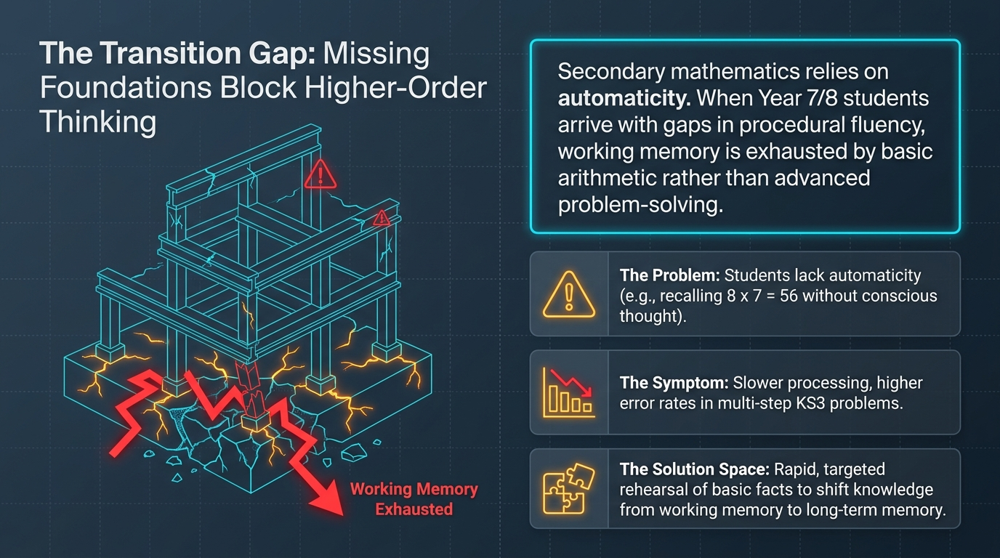 The Transition Gap: Missing
Foundations Block Higher-Order
Thinking
Working Memory
Exhausted
Secondary mathematics relies on
automaticity. When Year 7/8 students
arrive with gaps in procedural fluency,
working memory is exhausted by basic
arithmetic rather than advanced
problem-solving.
The Problem: Students lack automaticity
(e.g., recalling 8 x 7 = 56 without conscious
thought).
The Symptom: Slower processing, higher
error rates in multi-step KS3 problems.
The Solution Space: Rapid, targeted
rehearsal of basic facts to shift knowledge
from working memory to long-term memory.